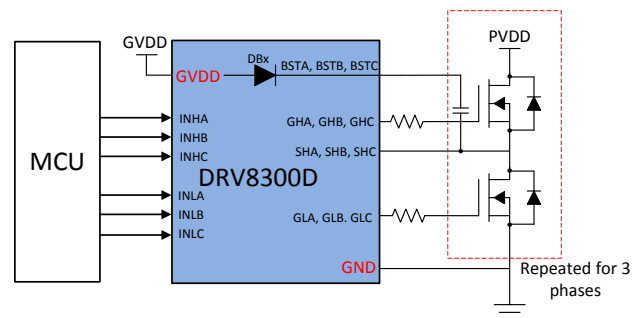 GVDD
PVDD
DBx
BSTA, BSTB, BSTC
GVDD
INHA
GHA, GHB, GHC
INHB
INHC
SHA, SHB, SHC
MCU
DRV8300D
INLA
INLB
GLA, GLB. GLC
INLC
GND
Repeated for 3
phases